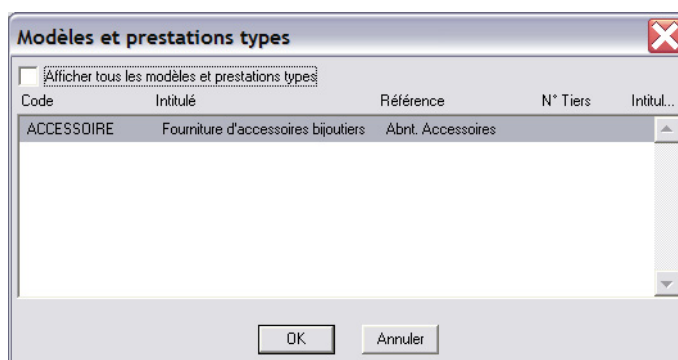 Modèles et prestations types
Afficher tous les modèles et prestations types
Code Intitulé Référence N° Tiers Intitul...
ACCESSOIRE Fourniture d'accessoires bijoutiers Abnt. Accessoires
OK Annuler